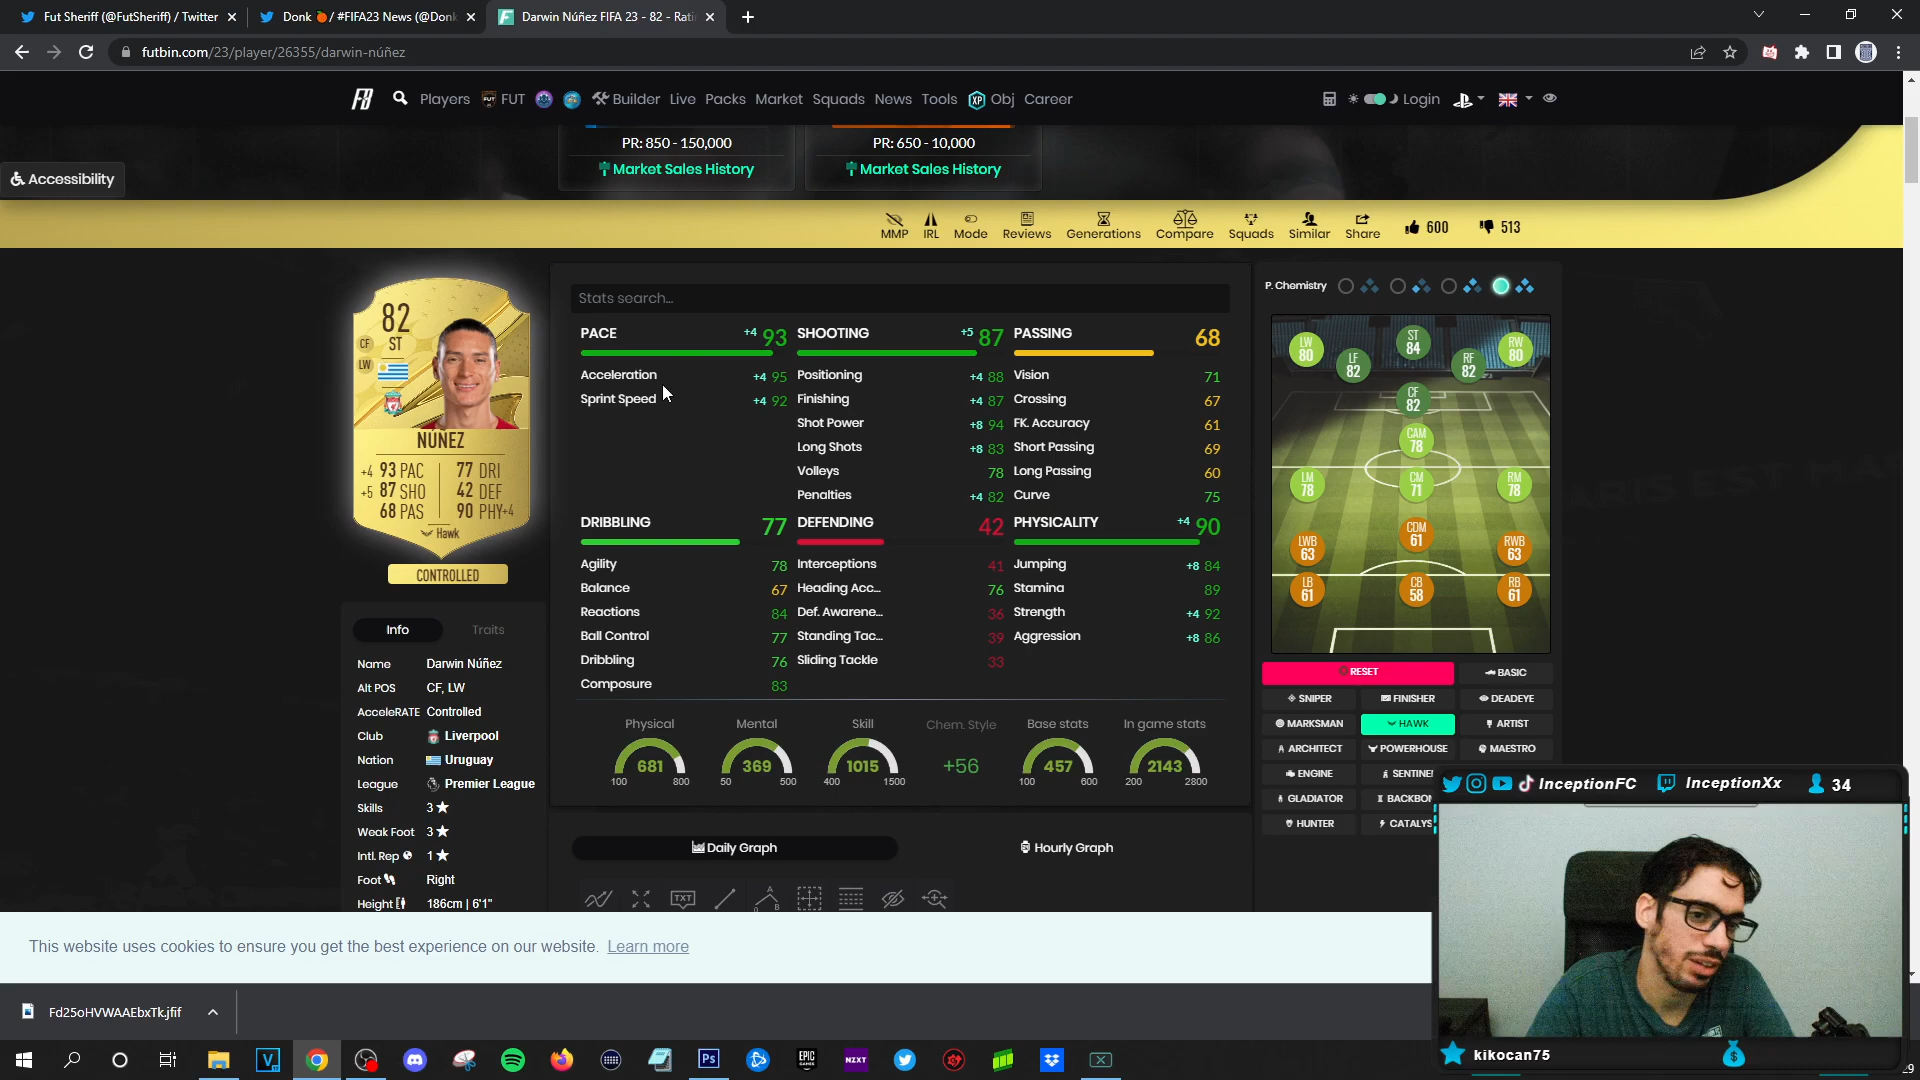 Fut Sheriff (@FutSheriff) / Twitter
Donk / #FIFA23 News (@Donk
Darwin Núñez FIFA 23 - 82 - Rati
futbin.com/23/player/26355/darwin-núñez
Players FUT Builder Live Packs Market Squads News Tools XP Obj Career Login
PR: 850 - 150,000
Market Sales History
PR: 650 - 10,000
Market Sales History
Accessibility
MMP IRL Mode Reviews Generations Compare Squads Similar Share 600 513
82
ST
CF
LW
NÚÑEZ
+4 93 PAC 77 DRI
+5 87 SHO 42 DEF
68 PAS 90 PHY+4
Hawk
CONTROLLED
Info Traits
Name Darwin Núñez
Alt POS CF, LW
AcceleRATE Controlled
Club Liverpool
Nation Uruguay
League Premier League
Skills 3
Weak Foot 3
Intl. Rep 1
Foot Right
Height 186cm | 6'1"
Stats search...
PACE +4 93
Acceleration +4 95
Sprint Speed +4 92
SHOOTING +5 87
Positioning +4 88
Finishing +4 87
Shot Power +8 94
Long Shots +8 83
Volleys 78
Penalties +4 82
PASSING 68
Vision 71
Crossing 67
FK. Accuracy 61
Short Passing 69
Long Passing 60
Curve 75
DRIBBLING 77
Agility 78
Balance 67
Reactions 84
Ball Control 77
Dribbling 76
Composure 83
DEFENDING 42
Interceptions 41
Heading Acc... 76
Def. Awarene... 36
Standing Tac... 39
Sliding Tackle 33
PHYSICALITY +4 90
Jumping +8 84
Stamina 89
Strength +4 92
Aggression +8 86
Physical Mental Skill Chem. Style Base stats In game stats
681 369 1015 +56 457 2143
100 800 50 500 400 1500 100 600 200 2800
Daily Graph Hourly Graph
TXT
P. Chemistry
LW 80
ST 84
RW 80
LF 82
RF 82
CF 82
CAM 78
LM 78
CM 71
RM 78
CDM 61
LWB 63
RWB 63
LB 61
CB 58
RB 61
RESET BASIC
SNIPER FINISHER DEADEYE
MARKSMAN HAWK ARTIST
ARCHITECT POWERHOUSE MAESTRO
ENGINE SENTINE
GLADIATOR BACKBON
HUNTER CATALYS
InceptionFC InceptionXx 34
This website uses cookies to ensure you get the best experience on our website. Learn more
Fd25oHVWAAEbxTk.jfif
V
Ps
EPIC GAMES
NZXT
kikocan75
29